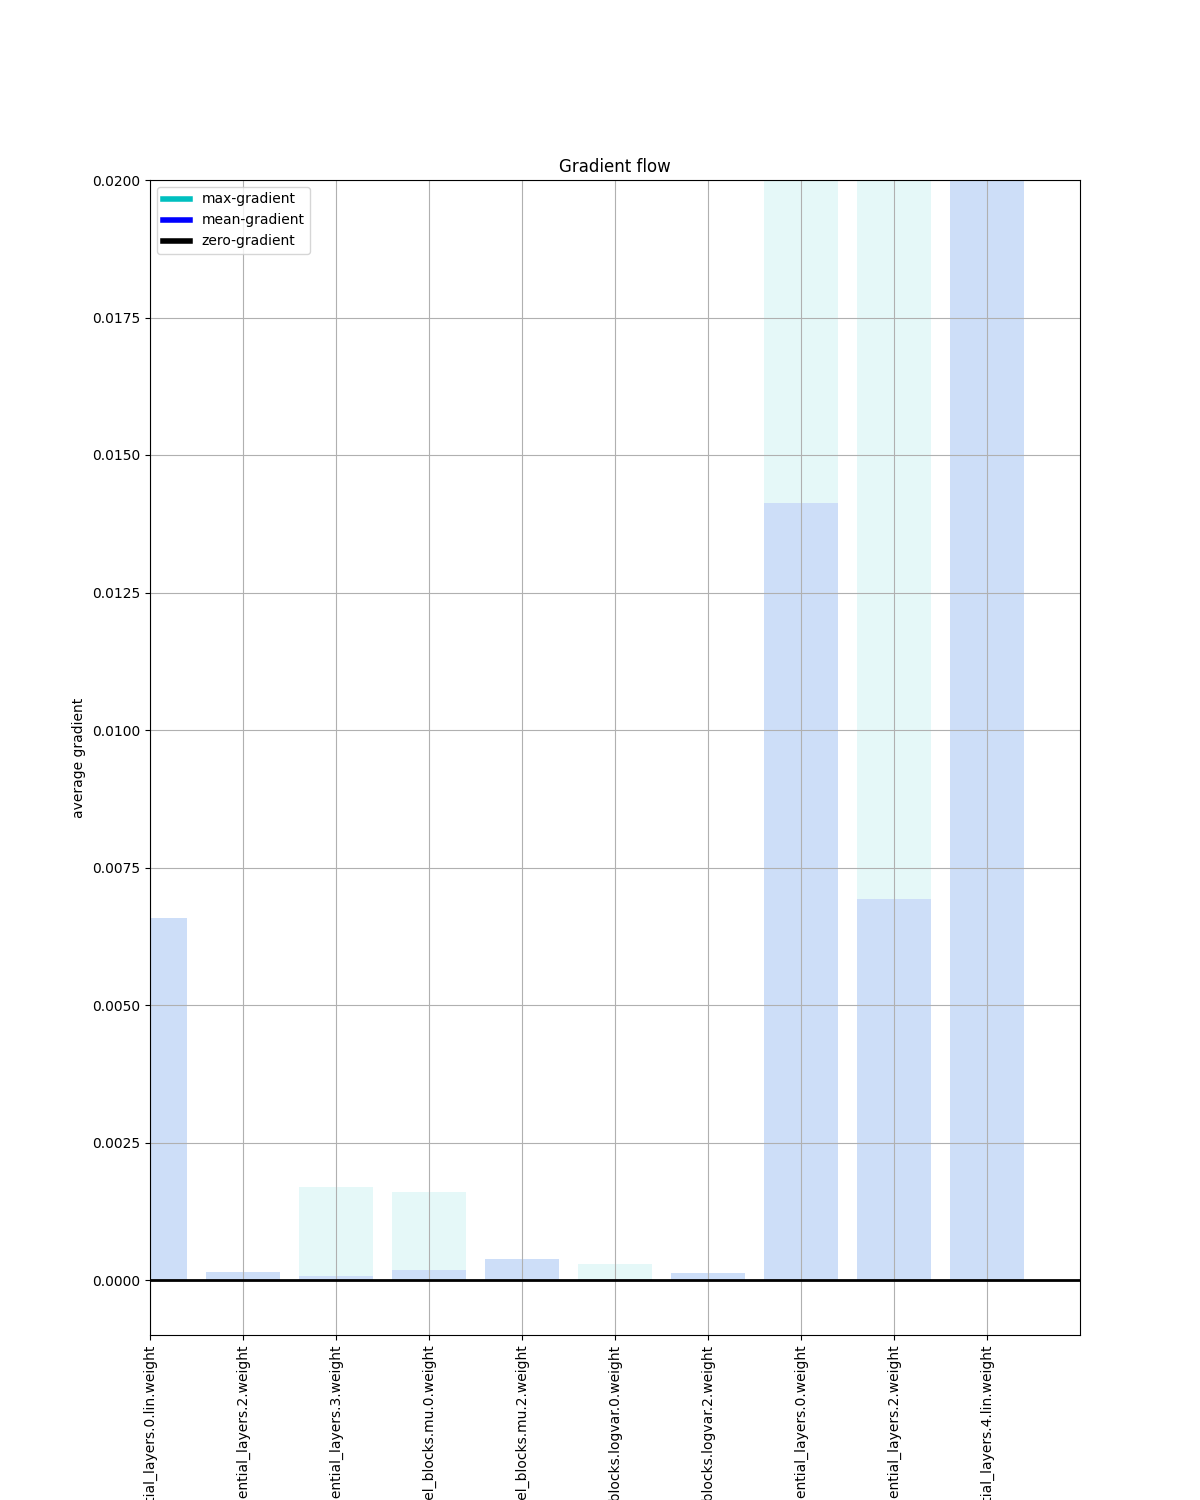 Gradient flow
max-gradient
mean-gradient
zero-gradient
average gradient
0.0200
0.0175
0.0150
0.0125
0.0100
0.0075
0.0050
0.0025
0.0000
tial_layers.0.lin.weight
ential_layers.2.weight
ential_layers.3.weight
el_blocks.mu.0.weight
el_blocks.mu.2.weight
blocks.logvar.0.weight
blocks.logvar.2.weight
ential_layers.0.weight
ential_layers.2.weight
tial_layers.4.lin.weight